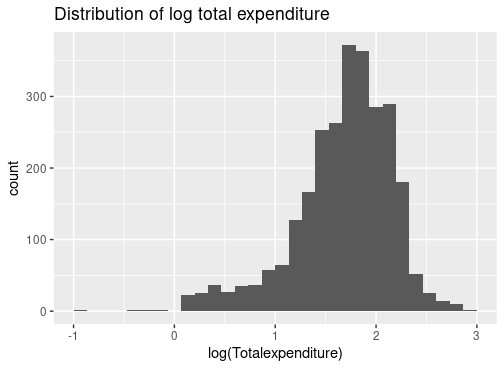 Distribution of log total expenditure
count
300
200
100
0
-1 0 1 2 3
log(Totalexpenditure)